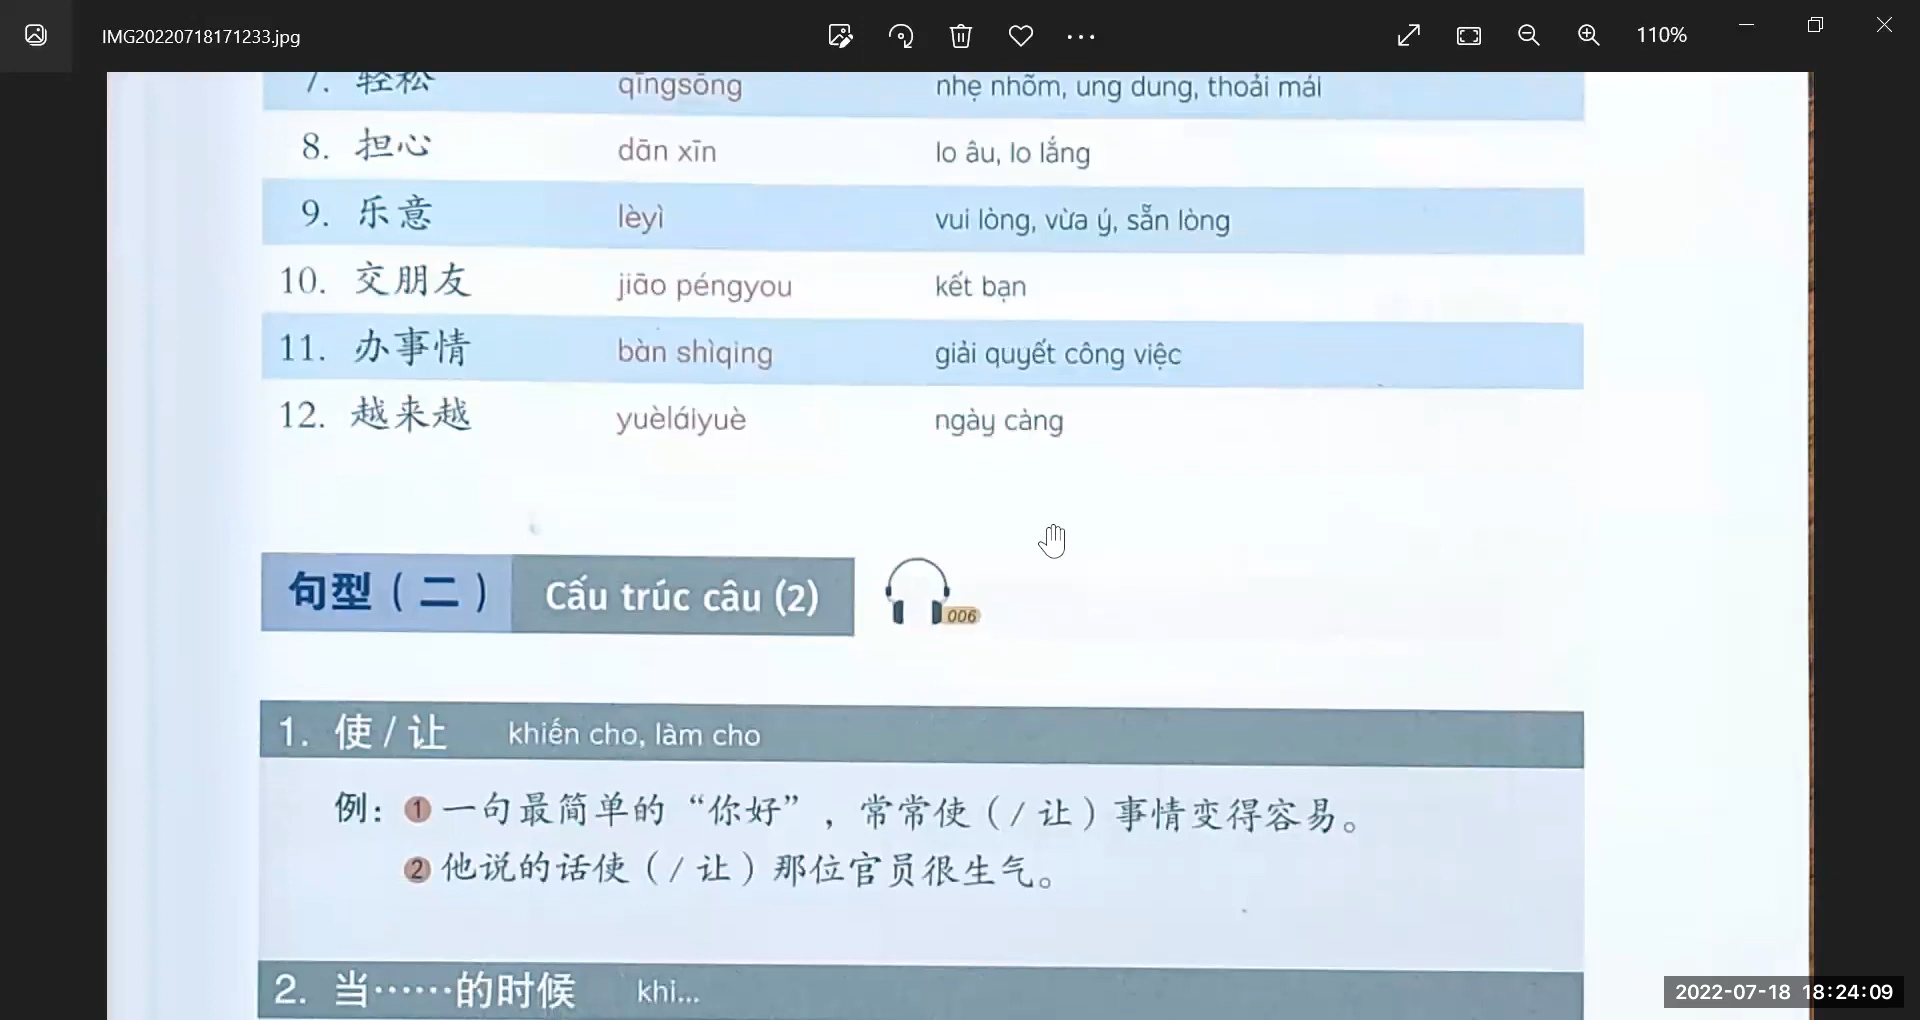 IMG20220718171233.jpg
110%
7. 轻松 qīngsōng nhẹ nhõm, ung dung, thoải mái
8. 担心 dān xīn lo âu, lo lắng
9. 乐意 lèyì vui lòng, vừa ý, sẵn lòng
10. 交朋友 jiāo péngyou kết bạn
11. 办事情 bàn shìqing giải quyết công việc
12. 越来越 yuèláiyuè ngày càng
句型（二） Cấu trúc câu (2) 006
1. 使 / 让 khiến cho, làm cho
例：① 一句最简单的“你好”，常常使（/ 让）事情变得容易。
② 他说的话使（/ 让）那位官员很生气。
2. 当……的时候 khi...
2022-07-18 18:24:09